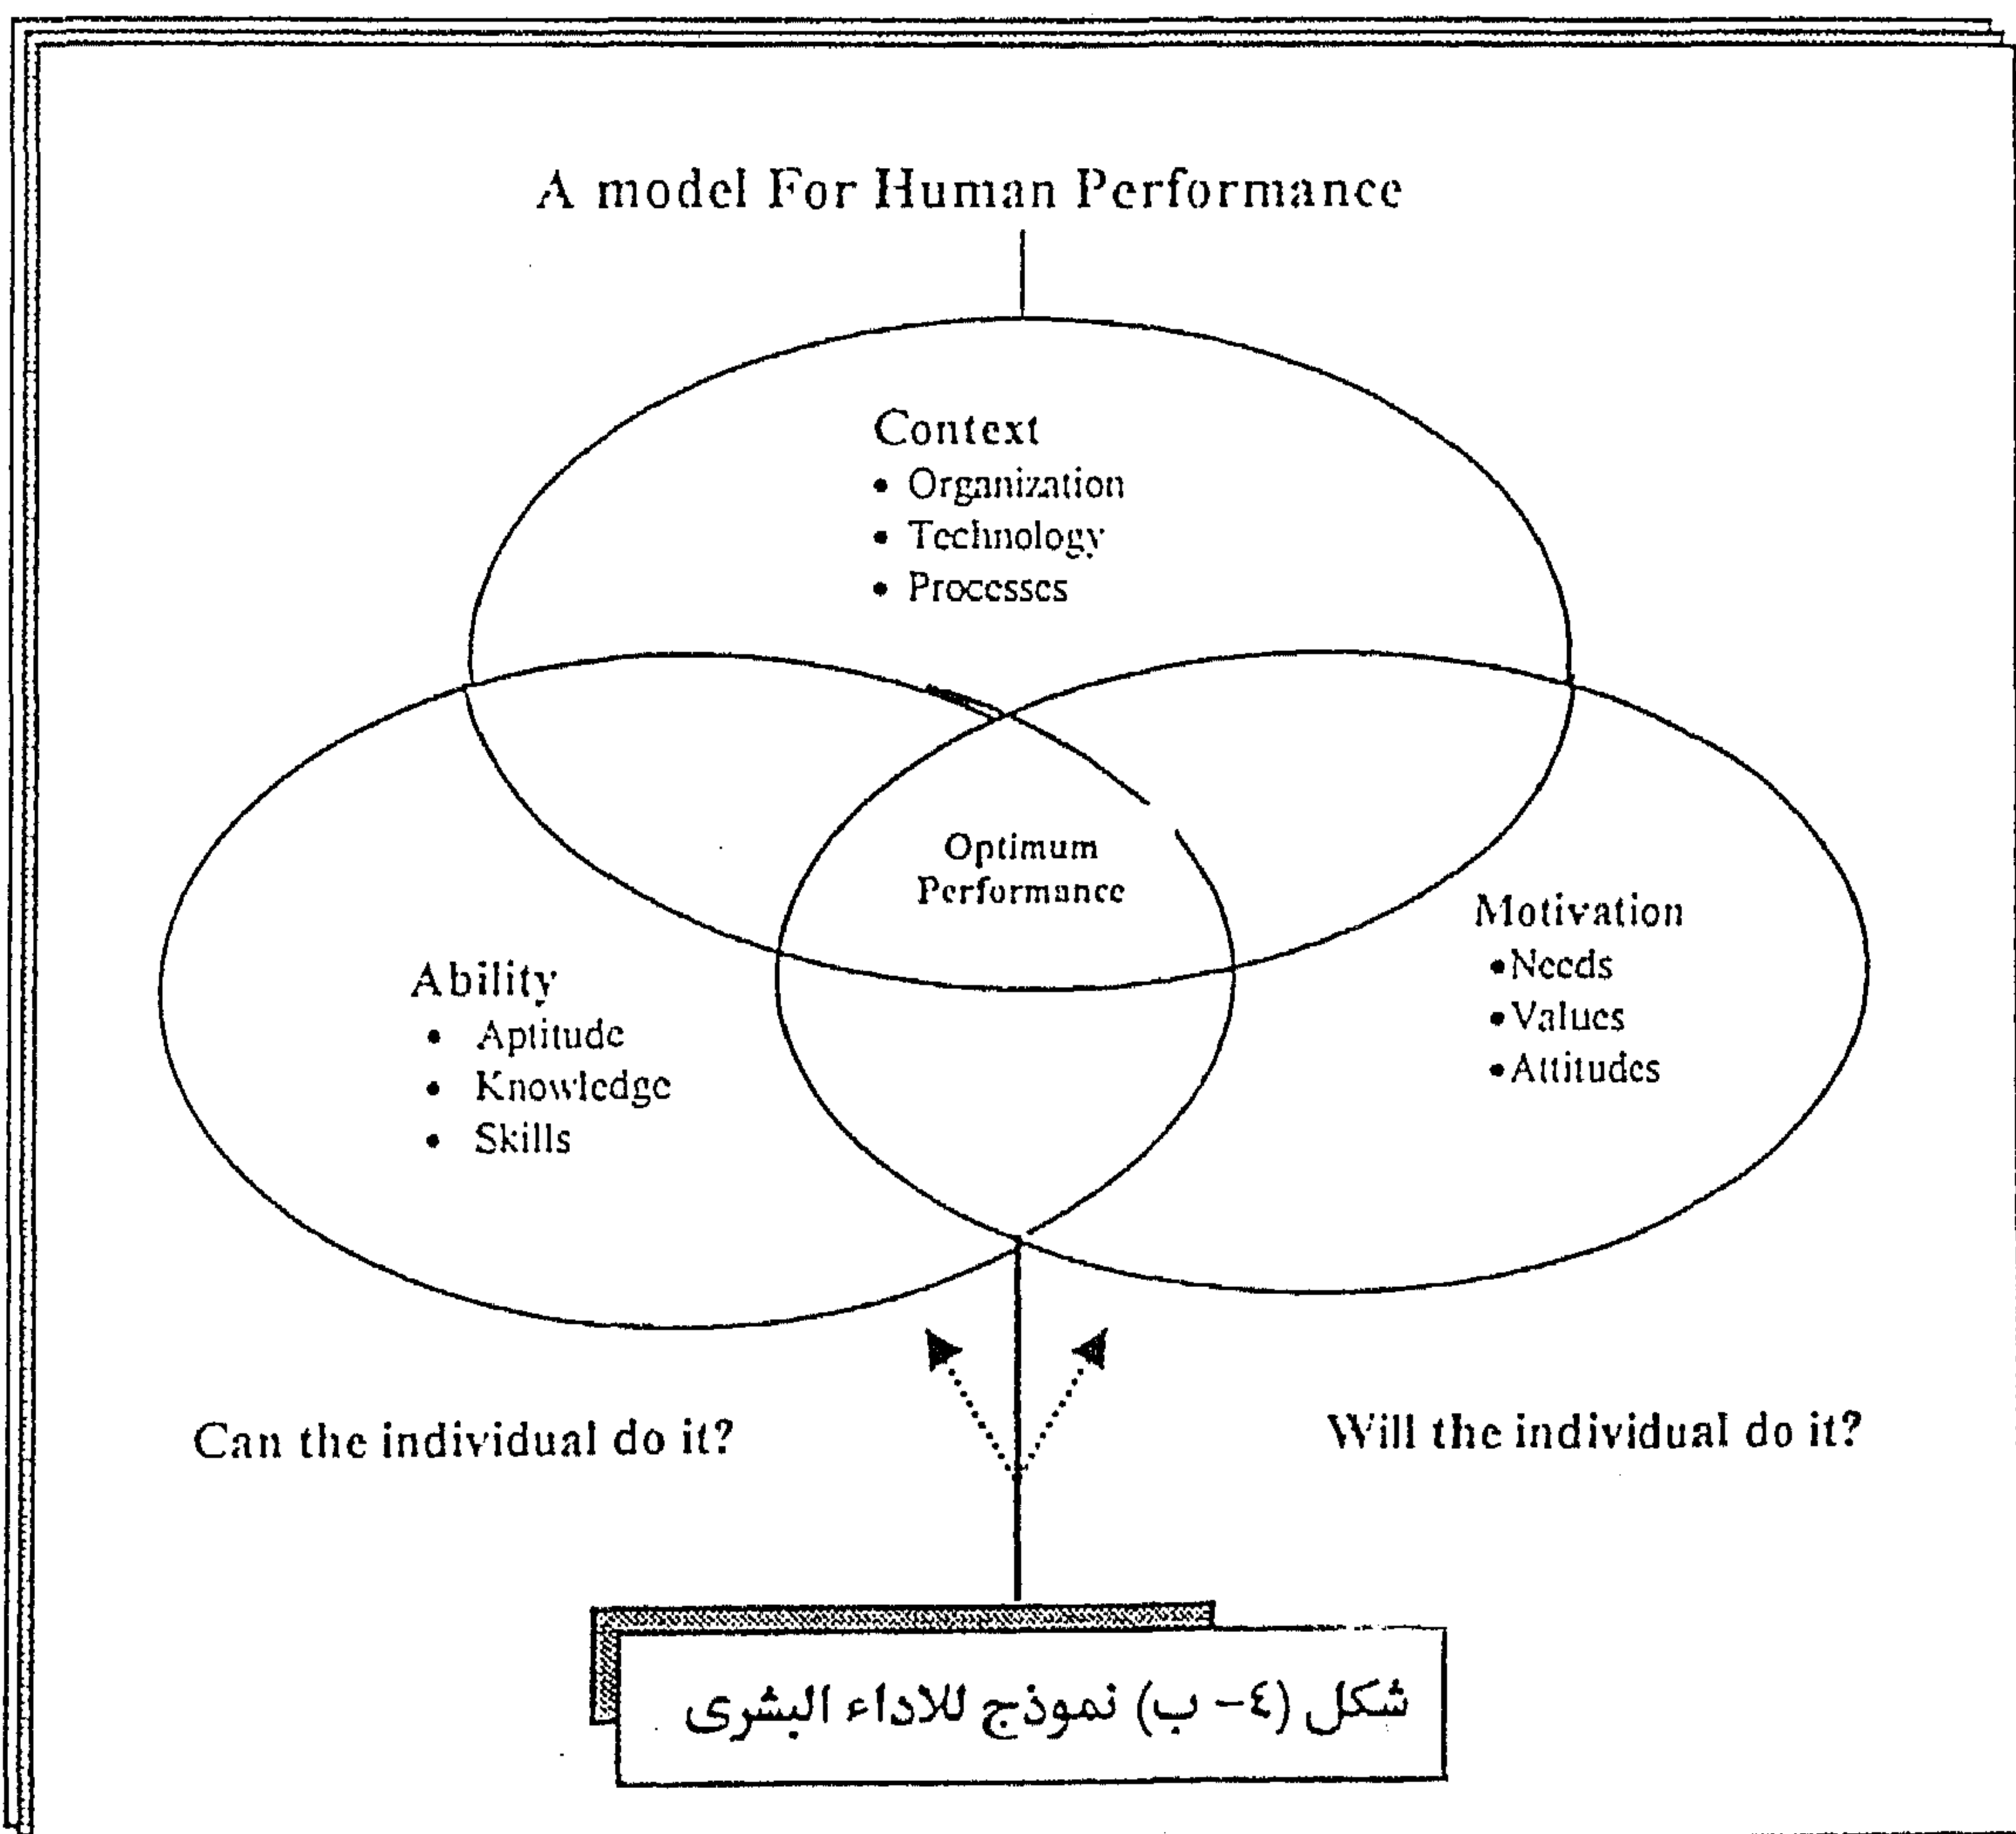 A model For Human Performance
Context
• Organization
• Technology
• Processes
Optimum
Performance
Ability
• Aptitude
• Knowledge
• Skills
Motivation
•Needs
•Values
•Attitudes
Can the individual do it?
Will the individual do it?
شكل (٤- ب) نموذج للاداء البشرى